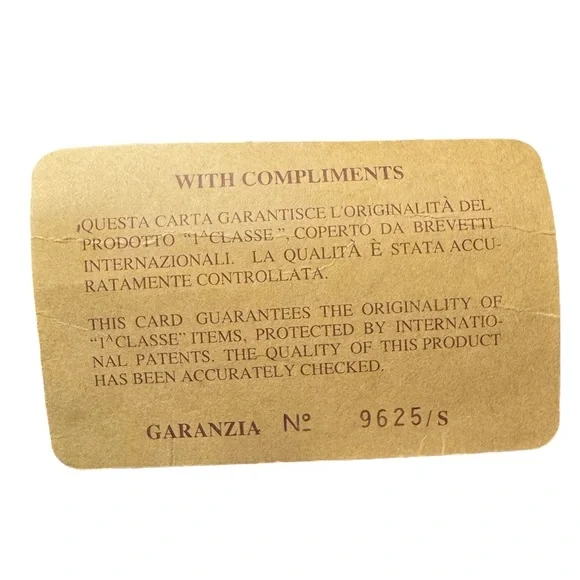 WITH COMPLIMENTS
QUESTA CARTA GARANTISCE L'ORIGINALITÀ DEL
PRODOTTO "1^CLASSE", COPERTO DA BREVETTI
INTERNAZIONALI. LA QUALITÀ È STATA ACCU-
RATAMENTE CONTROLLATA.
THIS CARD GUARANTEES THE ORIGINALITY OF
"1^CLASSE" ITEMS, PROTECTED BY INTERNATIO-
NAL PATENTS. THE QUALITY OF THIS PRODUCT
HAS BEEN ACCURATELY CHECKED.
GARANZIA Nº 9625/S